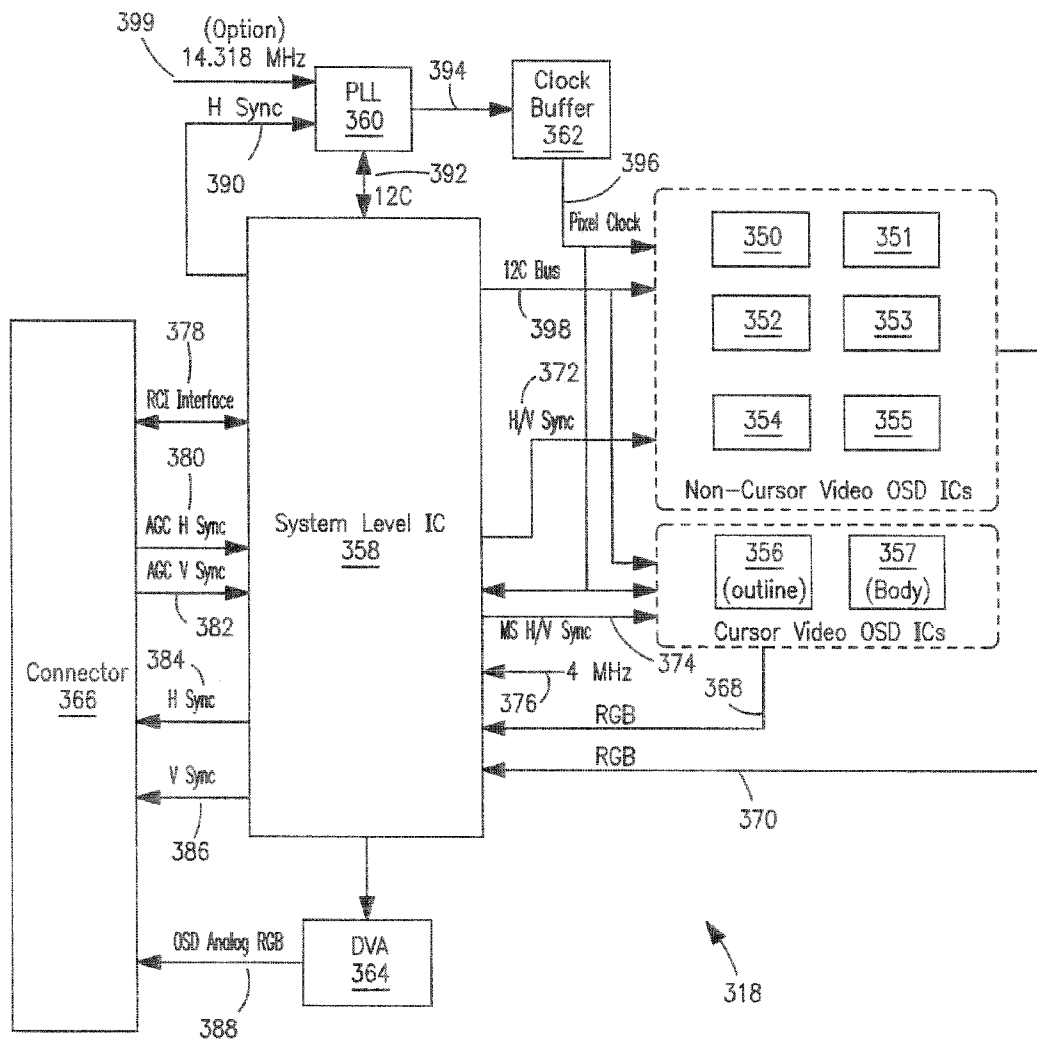 399
(Option)
14.318 MHz
H Sync
390
PLL
360
394
Clock
Buffer
362
392
12C
396
Pixel Clock
12C Bus
398
350
351
352
353
354
355
Non-Cursor Video OSD ICs
372
H/V Sync
378
RCI Interface
380
AGC H Sync
AGC V Sync
382
System Level IC
358
356
(outline)
357
(Body)
Cursor Video OSD ICs
MS H/V Sync
374
Connector
366
384
H Sync
4 MHz
376
368
RGB
RGB
370
V Sync
386
OSD Analog RGB
388
DVA
364
318